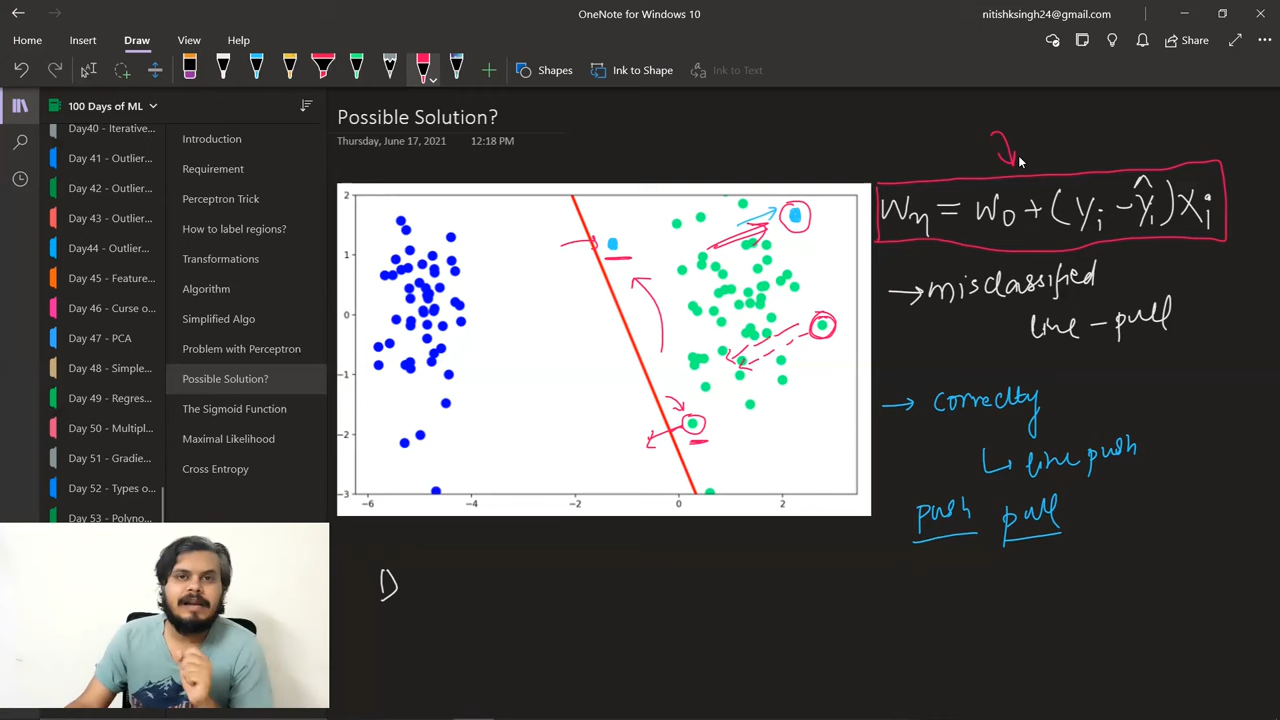 OneNote for Windows 10
nitishksingh24@gmail.com
Home
Insert
Draw
View
Help
Share
Shapes
Ink to Shape
Ink to Text
100 Days of ML
Day40 - Iterative...
Day 41 - Outlier...
Day 42 - Outlier...
Day 43 - Outlier...
Day44 - Outlier...
Day 45 - Feature...
Day 46 - Curse o...
Day 47 - PCA
Day 48 - Simple...
Day 49 - Regres...
Day 50 - Multipl...
Day 51 - Gradie...
Day 52 - Types o...
Day 53 - Polyno...
Introduction
Requirement
Perceptron Trick
How to label regions?
Transformations
Algorithm
Simplified Algo
Problem with Perceptron
Possible Solution?
The Sigmoid Function
Maximal Likelihood
Cross Entropy
Possible Solution?
Thursday, June 17, 2021 12:18 PM
2
1
0
−1
−2
−3
−6 −4 −2 0 2
Wη = W0 + (yi - ŷi) Xi
→ misclassified
line - pull
→ correctly
↳ line push
push pull
D